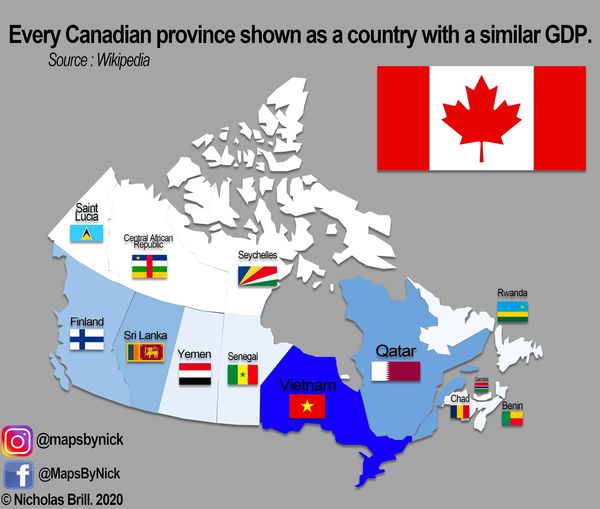 Every Canadian province shown as a country with a similar GDP.
Source : Wikipedia
Saint
Lucia
Central African
Republic
Seychelles
Rwanda
Finland
Sri Lanka
Yemen
Senegal
Vietnam
Qatar
Gambia
Chad
Benin
@mapsbynick
@MapsByNick
© Nicholas Brill. 2020